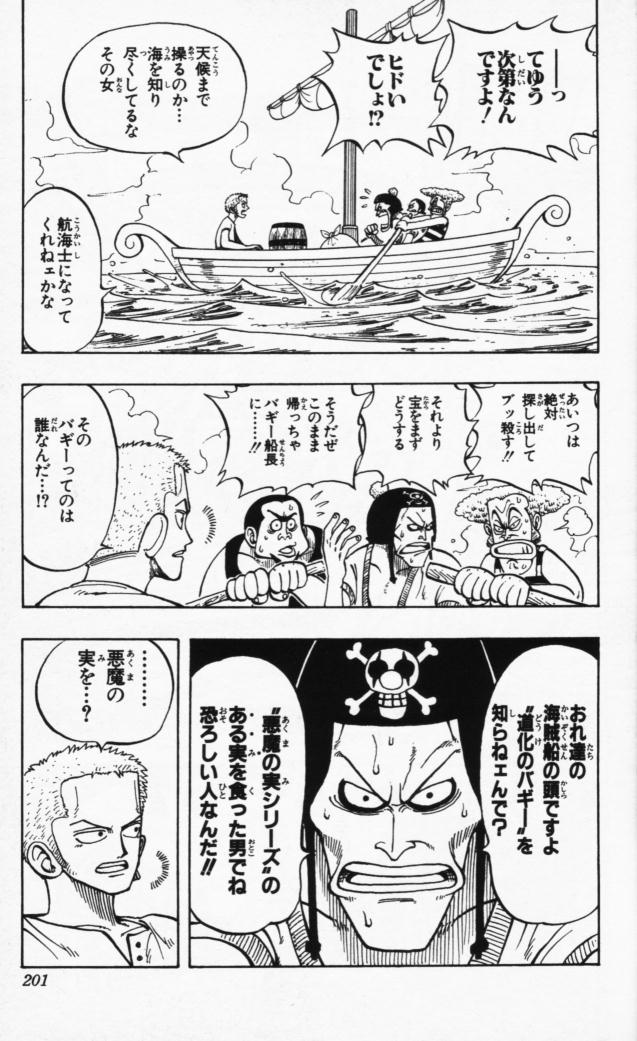 ――っ
てゆう
次第なん
ですよ!
ヒドい
でしょ!?
天候まで
操るのか…
海を知り
尽くしてるな
その女
航海士になって
くれねェかな
あいつは
絶対
探し出して
ブッ殺す!!
それより
宝をまず
どうする
そうだぜ
このまま
帰っちゃ
バギー船長
に……!!
その
バギーってのは
誰なんだ…!?
おれ達の
海賊船の頭ですよ
“道化のバギー”を
知らねェんで?
“悪魔の実シリーズ”の
ある実を食った男でね
恐ろしい人なんだ!!
………
悪魔の
実を…?
201